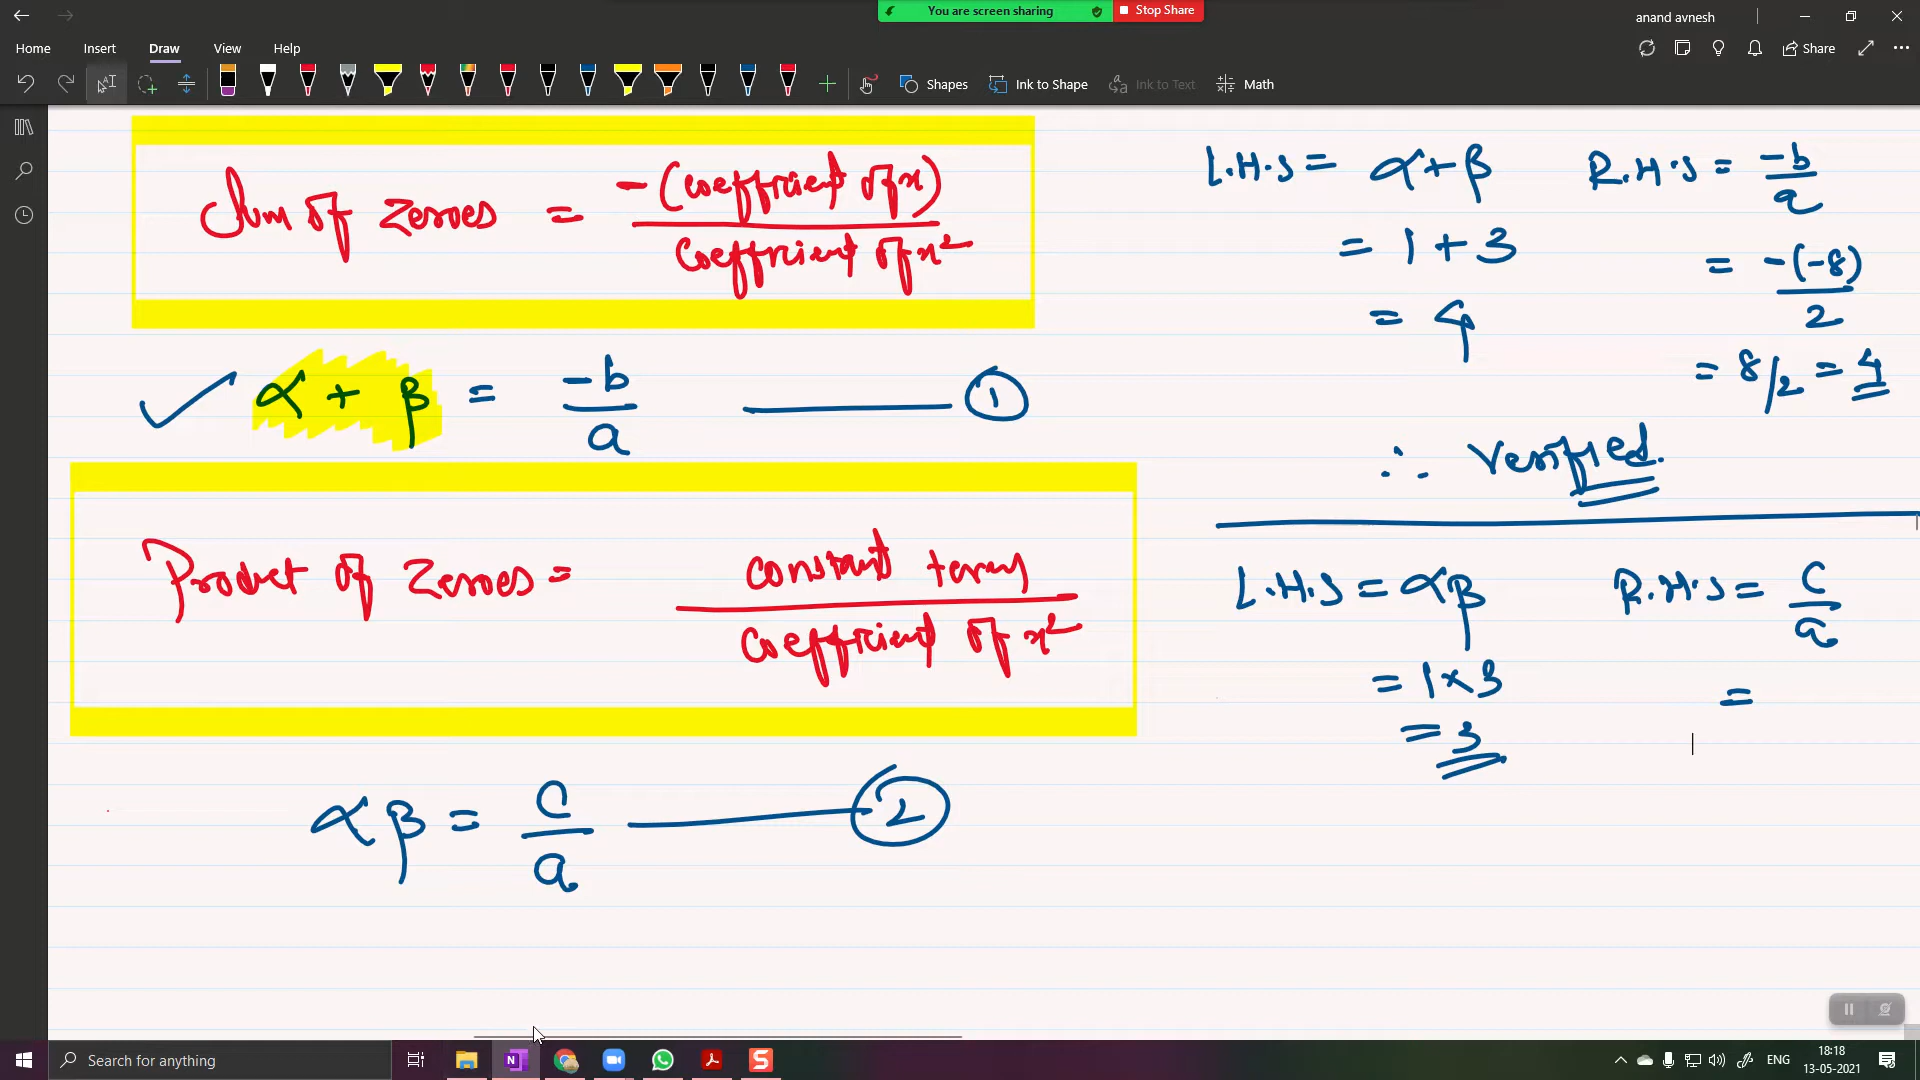 You are screen sharing
Stop Share
anand avnesh
Home Insert Draw View Help
Share
Shapes
Ink to Shape
Ink to Text
Math
Sum of zeroes = -(coefficient of x) / coefficient of x²
α + β = -b/a ——— ①
Product of zeroes = constant term / coefficient of x²
αβ = c/a ——— ②
L.H.S = α+β
= 1 + 3
= 4
R.H.S = -b/a
= -(-8)/2
= 8/2 = 4
∴ Verified.
L.H.S = αβ
= 1×3
= 3
R.H.S = c/a
=
Search for anything
ENG
18:18
13-05-2021